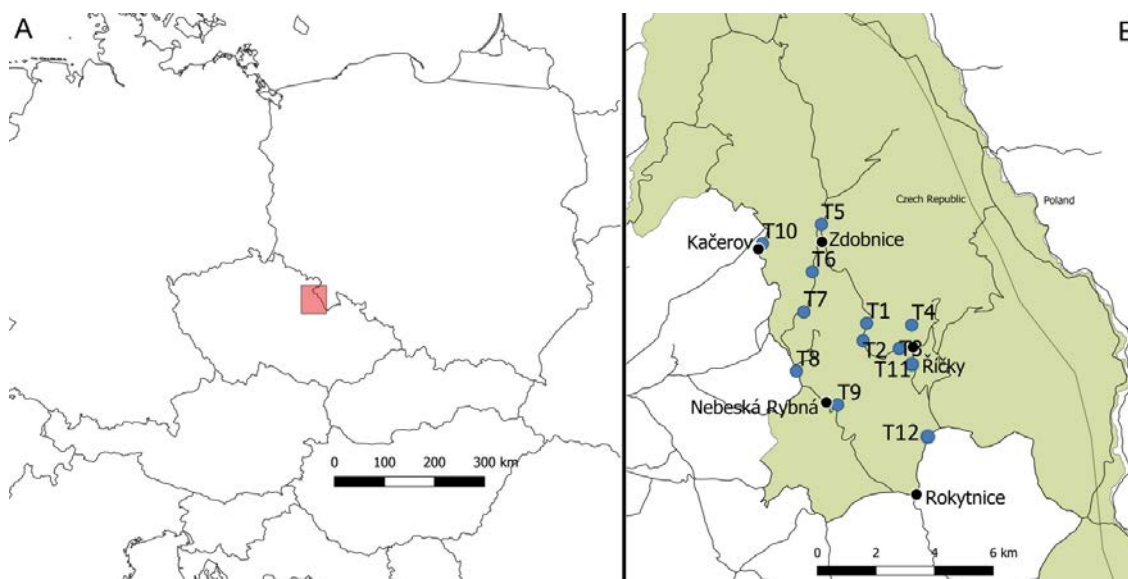 A
0 100 200 300 km
B
Czech Republic
Poland
T5
T10
Zdobnice
Kačerov
T6
T7
T1
T4
T2
T3
T11
Říčky
T8
Nebeská Rybná
T9
T12
Rokytnice
0 2 4 6 km